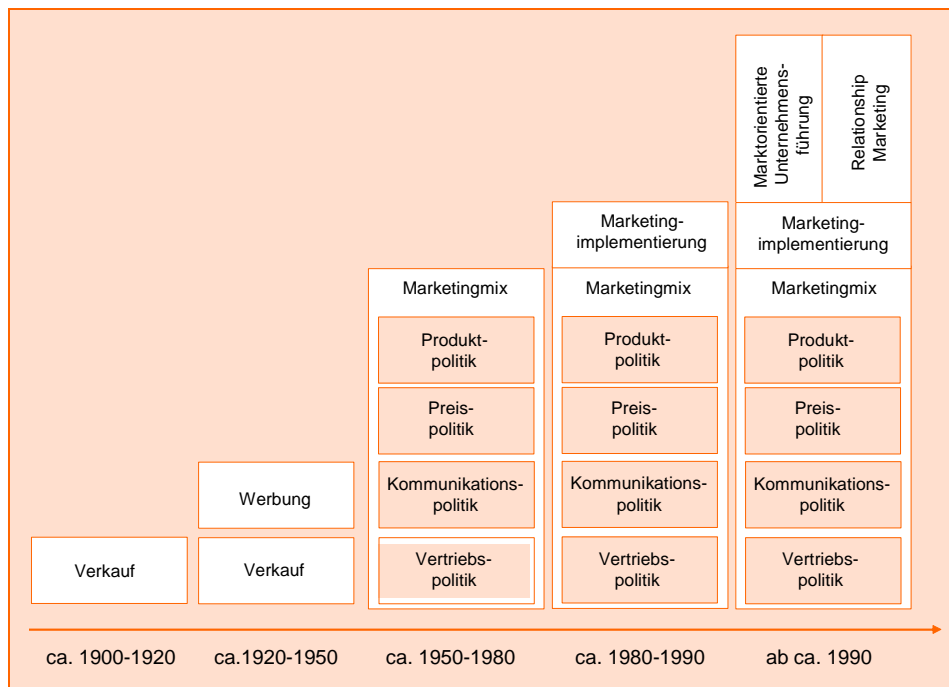 Marktorientierte
Unternehmens-
führung
Relationship
Marketing
Marketing-
implementierung
Marketing-
implementierung
Marketingmix
Marketingmix
Marketingmix
Produkt-
politik
Produkt-
politik
Produkt-
politik
Preis-
politik
Preis-
politik
Preis-
politik
Werbung
Kommunikations-
politik
Kommunikations-
politik
Kommunikations-
politik
Verkauf
Verkauf
Vertriebs-
politik
Vertriebs-
politik
Vertriebs-
politik
ca. 1900-1920
ca.1920-1950
ca. 1950-1980
ca. 1980-1990
ab ca. 1990